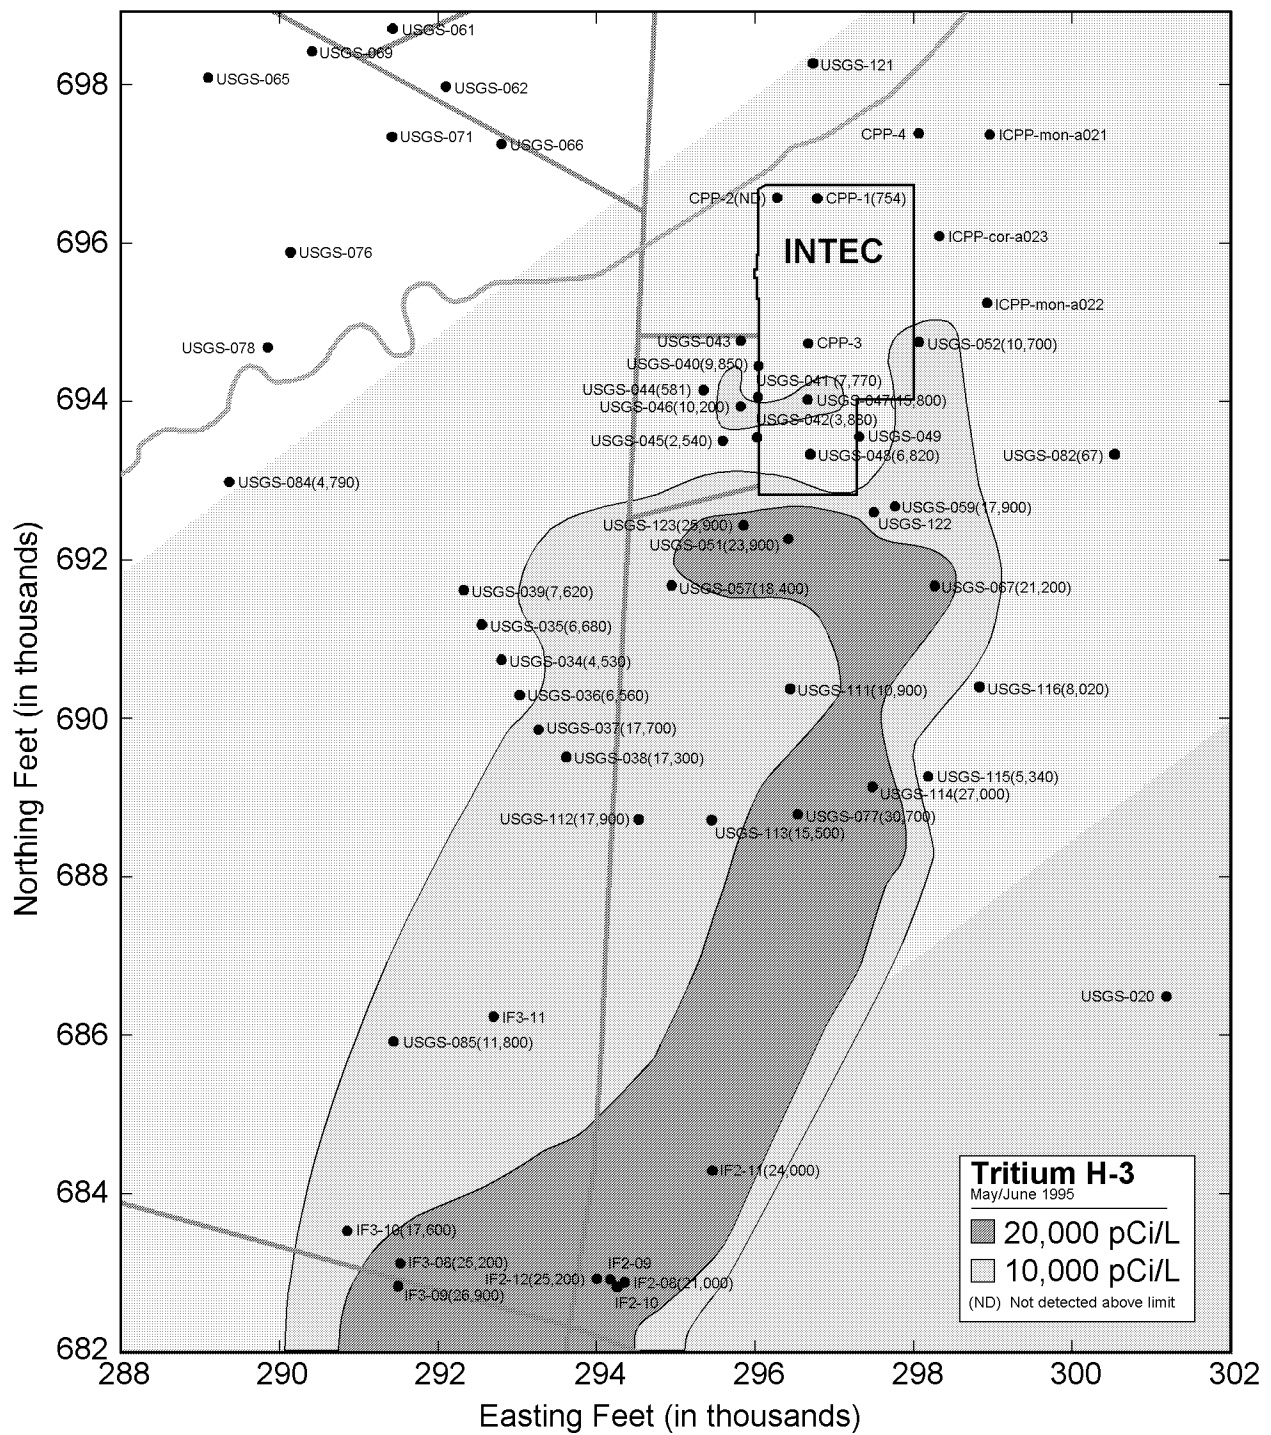 USGS-061
USGS-069
USGS-121
USGS-065
698
USGS-062
USGS-071
CPP-4
ICPP-mon-a021
USGS-066
CPP-2(ND)
CPP-1(754)
ICPP-cor-a023
696
USGS-076
INTEC
ICPP-mon-a022
USGS-078
USGS-043
CPP-3
USGS-052(10,700)
USGS-040(9,850)
USGS-041(7,770)
USGS-044(581)
694
USGS-046(10,200)
USGS-047(15,800)
USGS-042(3,880)
USGS-045(2,540)
USGS-049
USGS-048(6,820)
USGS-082(67)
USGS-084(4,790)
USGS-059(17,900)
USGS-123(25,900)
USGS-122
USGS-051(23,900)
692
USGS-039(7,620)
USGS-057(18,400)
USGS-067(21,200)
USGS-035(6,680)
USGS-034(4,530)
USGS-036(6,560)
USGS-111(10,900)
USGS-116(8,020)
690
USGS-037(17,700)
USGS-038(17,300)
USGS-115(5,340)
USGS-114(27,000)
USGS-112(17,900)
USGS-077(30,700)
USGS-113(15,500)
688
USGS-020
IF3-11
686
USGS-085(11,800)
IF2-11(24,000)
684
IF3-10(17,600)
IF3-08(25,200)
IF2-09
IF2-12(25,200)
IF2-08(21,000)
IF3-09(26,900)
IF2-10
682
Northing Feet (in thousands)
Tritium H-3
May/June 1995
20,000 pCi/L
10,000 pCi/L
(ND) Not detected above limit
288 290 292 294 296 298 300 302
Easting Feet (in thousands)